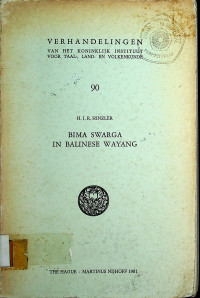 VERHANDELINGEN
VAN HET KONINKLIJK INSTITUUT
VOOR TAAL-, LAND- EN VOLKENKUNDE
90
H. I. R. HINZLER
BIMA SWARGA
IN BALINESE WAYANG
THE HAGUE - MARTINUS NIJHOFF 1981